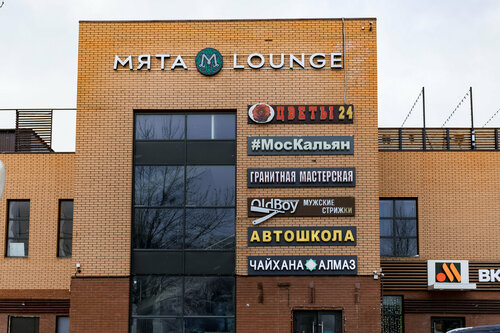 МЯТА М LOUNGE
ЦВЕТЫ 24
#МосКальян
ГРАНИТНАЯ МАСТЕРСКАЯ
OldBoy МУЖСКИЕ СТРИЖКИ
АВТОШКОЛА
ЧАЙХАНА АЛМАЗ
ВК